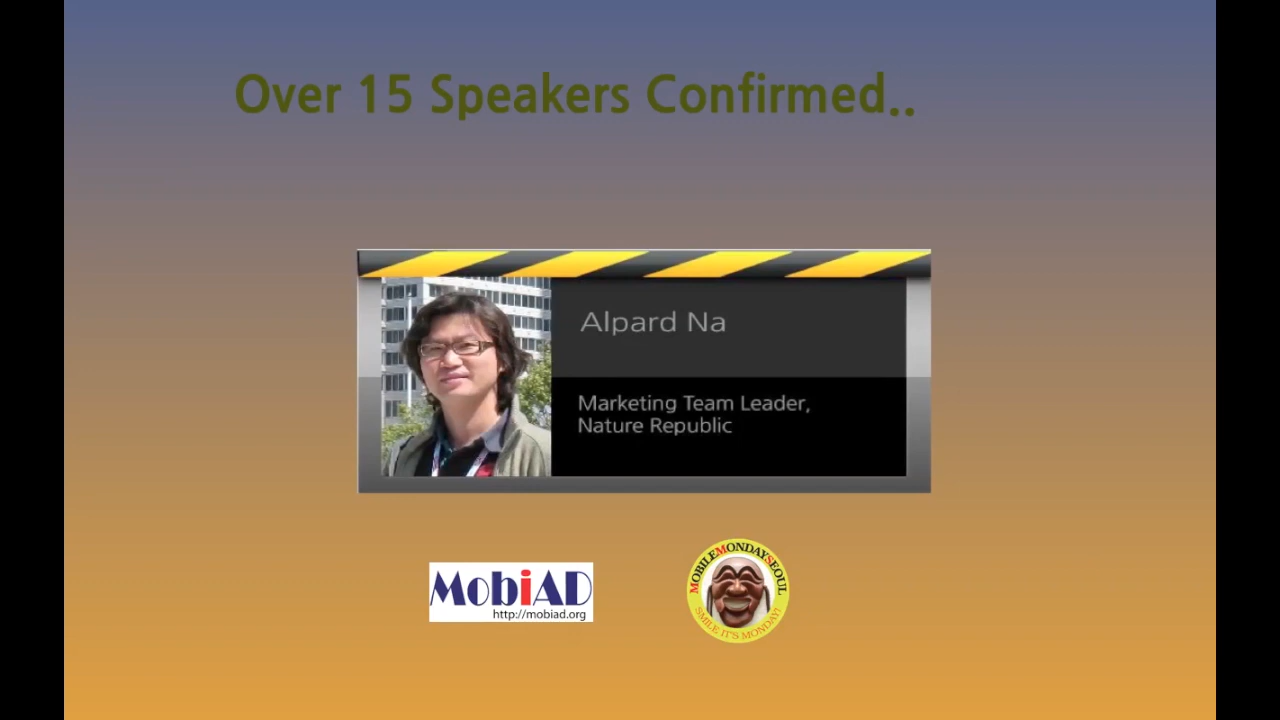 Over 15 Speakers Confirmed..
Alpard Na
Marketing Team Leader,
Nature Republic
MobiAD
http://mobiad.org
MOBILEMONDAYSEOUL
SMILE IT'S MONDAY!